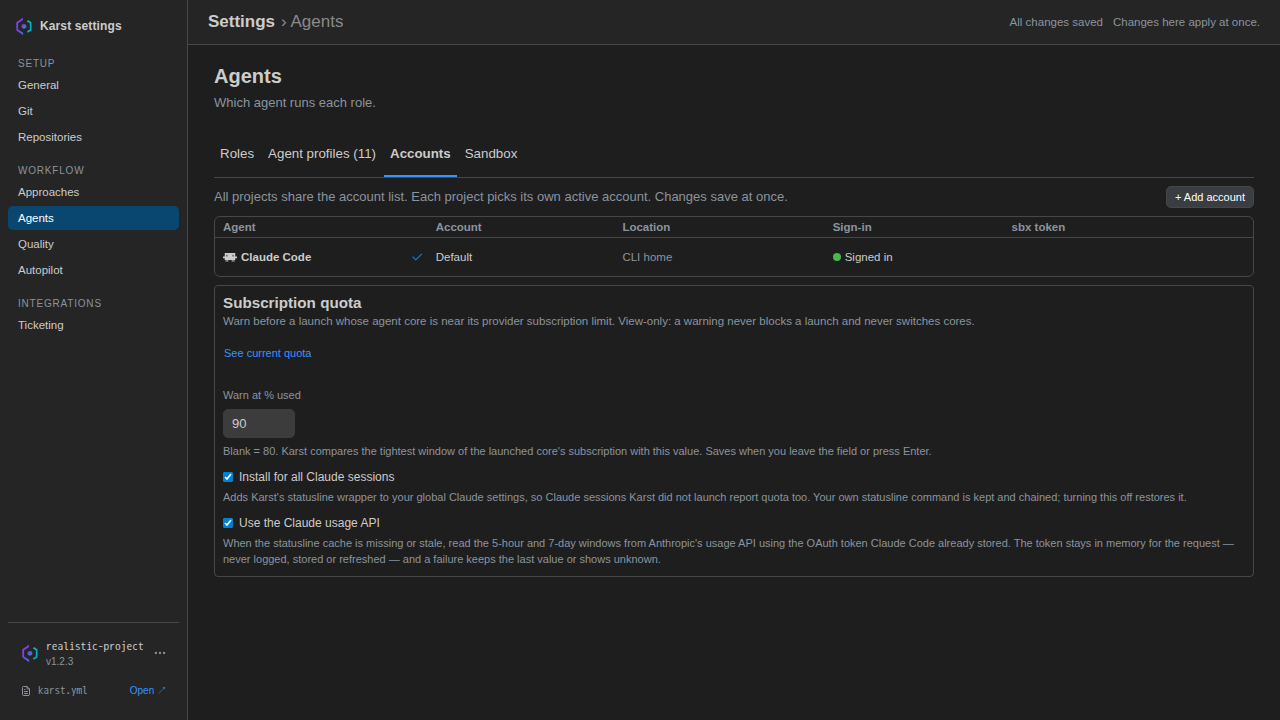 Karst settings
SETUP
General
Git
Repositories
WORKFLOW
Approaches
Agents
Quality
Autopilot
INTEGRATIONS
Ticketing
realistic-project
v1.2.3
karst.yml
Open ↗
Settings › Agents
All changes saved Changes here apply at once.
Agents
Which agent runs each role.
Roles Agent profiles (11) Accounts Sandbox
All projects share the account list. Each project picks its own active account. Changes save at once.
+ Add account
Agent Account Location Sign-in sbx token
Claude Code Default CLI home Signed in
Subscription quota
Warn before a launch whose agent core is near its provider subscription limit. View-only: a warning never blocks a launch and never switches cores.
See current quota
Warn at % used
90
Blank = 80. Karst compares the tightest window of the launched core's subscription with this value. Saves when you leave the field or press Enter.
Install for all Claude sessions
Adds Karst's statusline wrapper to your global Claude settings, so Claude sessions Karst did not launch report quota too. Your own statusline command is kept and chained; turning this off restores it.
Use the Claude usage API
When the statusline cache is missing or stale, read the 5-hour and 7-day windows from Anthropic's usage API using the OAuth token Claude Code already stored. The token stays in memory for the request —
never logged, stored or refreshed — and a failure keeps the last value or shows unknown.